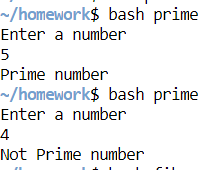 ~/homework$ bash prime
Enter a number
5
Prime number
~/homework$ bash prime
Enter a number
4
Not Prime number